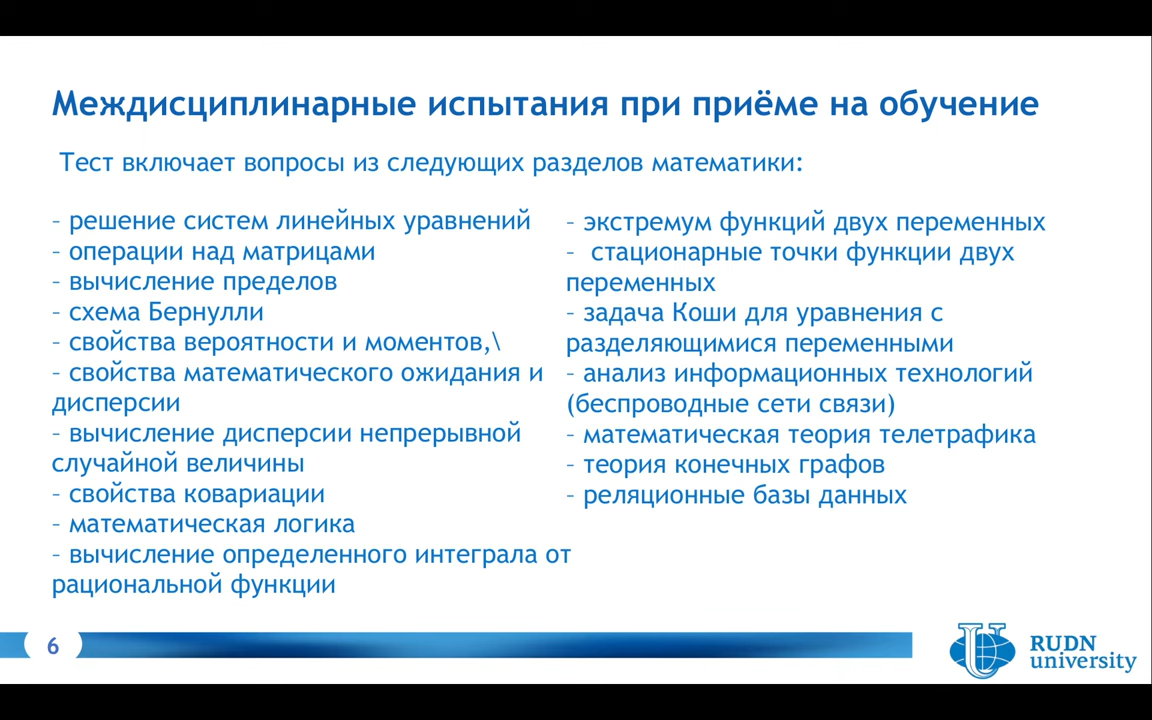 Междисциплинарные испытания при приёме на обучение
Тест включает вопросы из следующих разделов математики:
– решение систем линейных уравнений
– операции над матрицами
– вычисление пределов
– схема Бернулли
– свойства вероятности и моментов,\
– свойства математического ожидания и
дисперсии
– вычисление дисперсии непрерывной
случайной величины
– свойства ковариации
– математическая логика
– вычисление определенного интеграла от
рациональной функции
– экстремум функций двух переменных
– стационарные точки функции двух
переменных
– задача Коши для уравнения с
разделяющимися переменными
– анализ информационных технологий
(беспроводные сети связи)
– математическая теория телетрафика
– теория конечных графов
– реляционные базы данных
6
RUDN
university